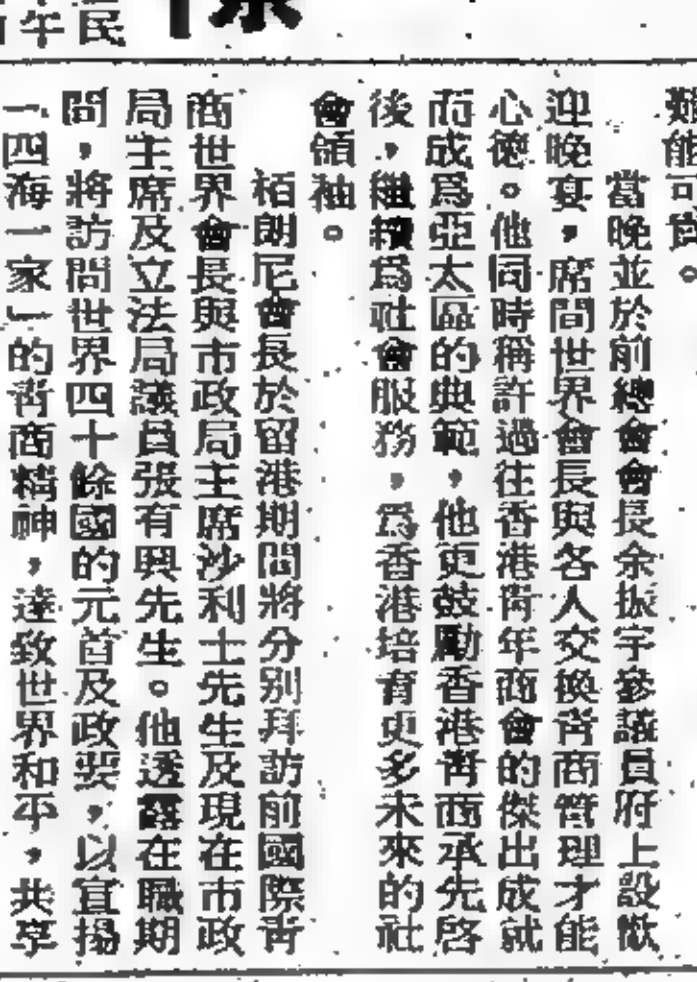 難能可貴。
當晚並於前總會會長余振宇參議員府上設歡
迎晚宴，席間世界會長與各人交換青商管理才能
心德。他同時稱許過往香港青年商會的傑出成就
而成爲亞太區的典範，他更鼓勵香港青商承先啓
後，繼續爲社會服務，爲香港培育更多未來的社
會領袖。
栢朗尼會長於留港期間將分别拜訪前國際青
商世界會長與市政局主席沙利士先生及現在市政
局主席及立法局議員張有興先生。他透露在職期
問，將訪問世界四十餘國的元首及政要，以宣揚
「四海一家」的青商精神，達致世界和平，共享